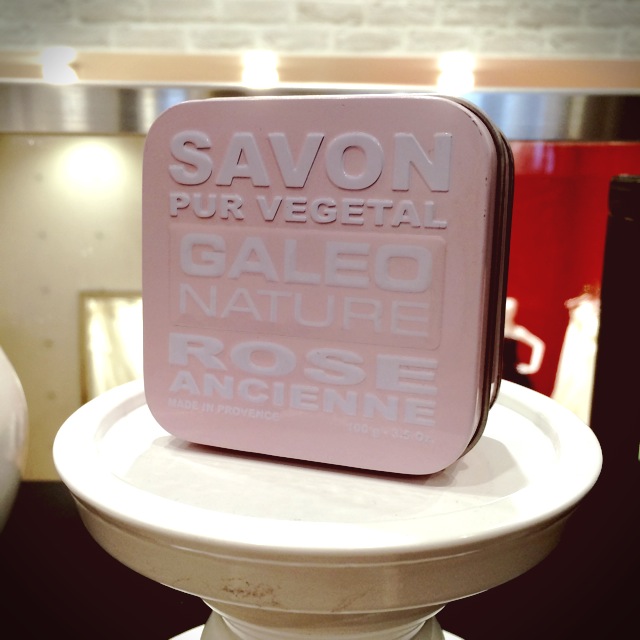 SAVON
PUR VEGETAL
GALEO
NATURE
ROSE
ANCIENNE
MADE IN PROVENCE